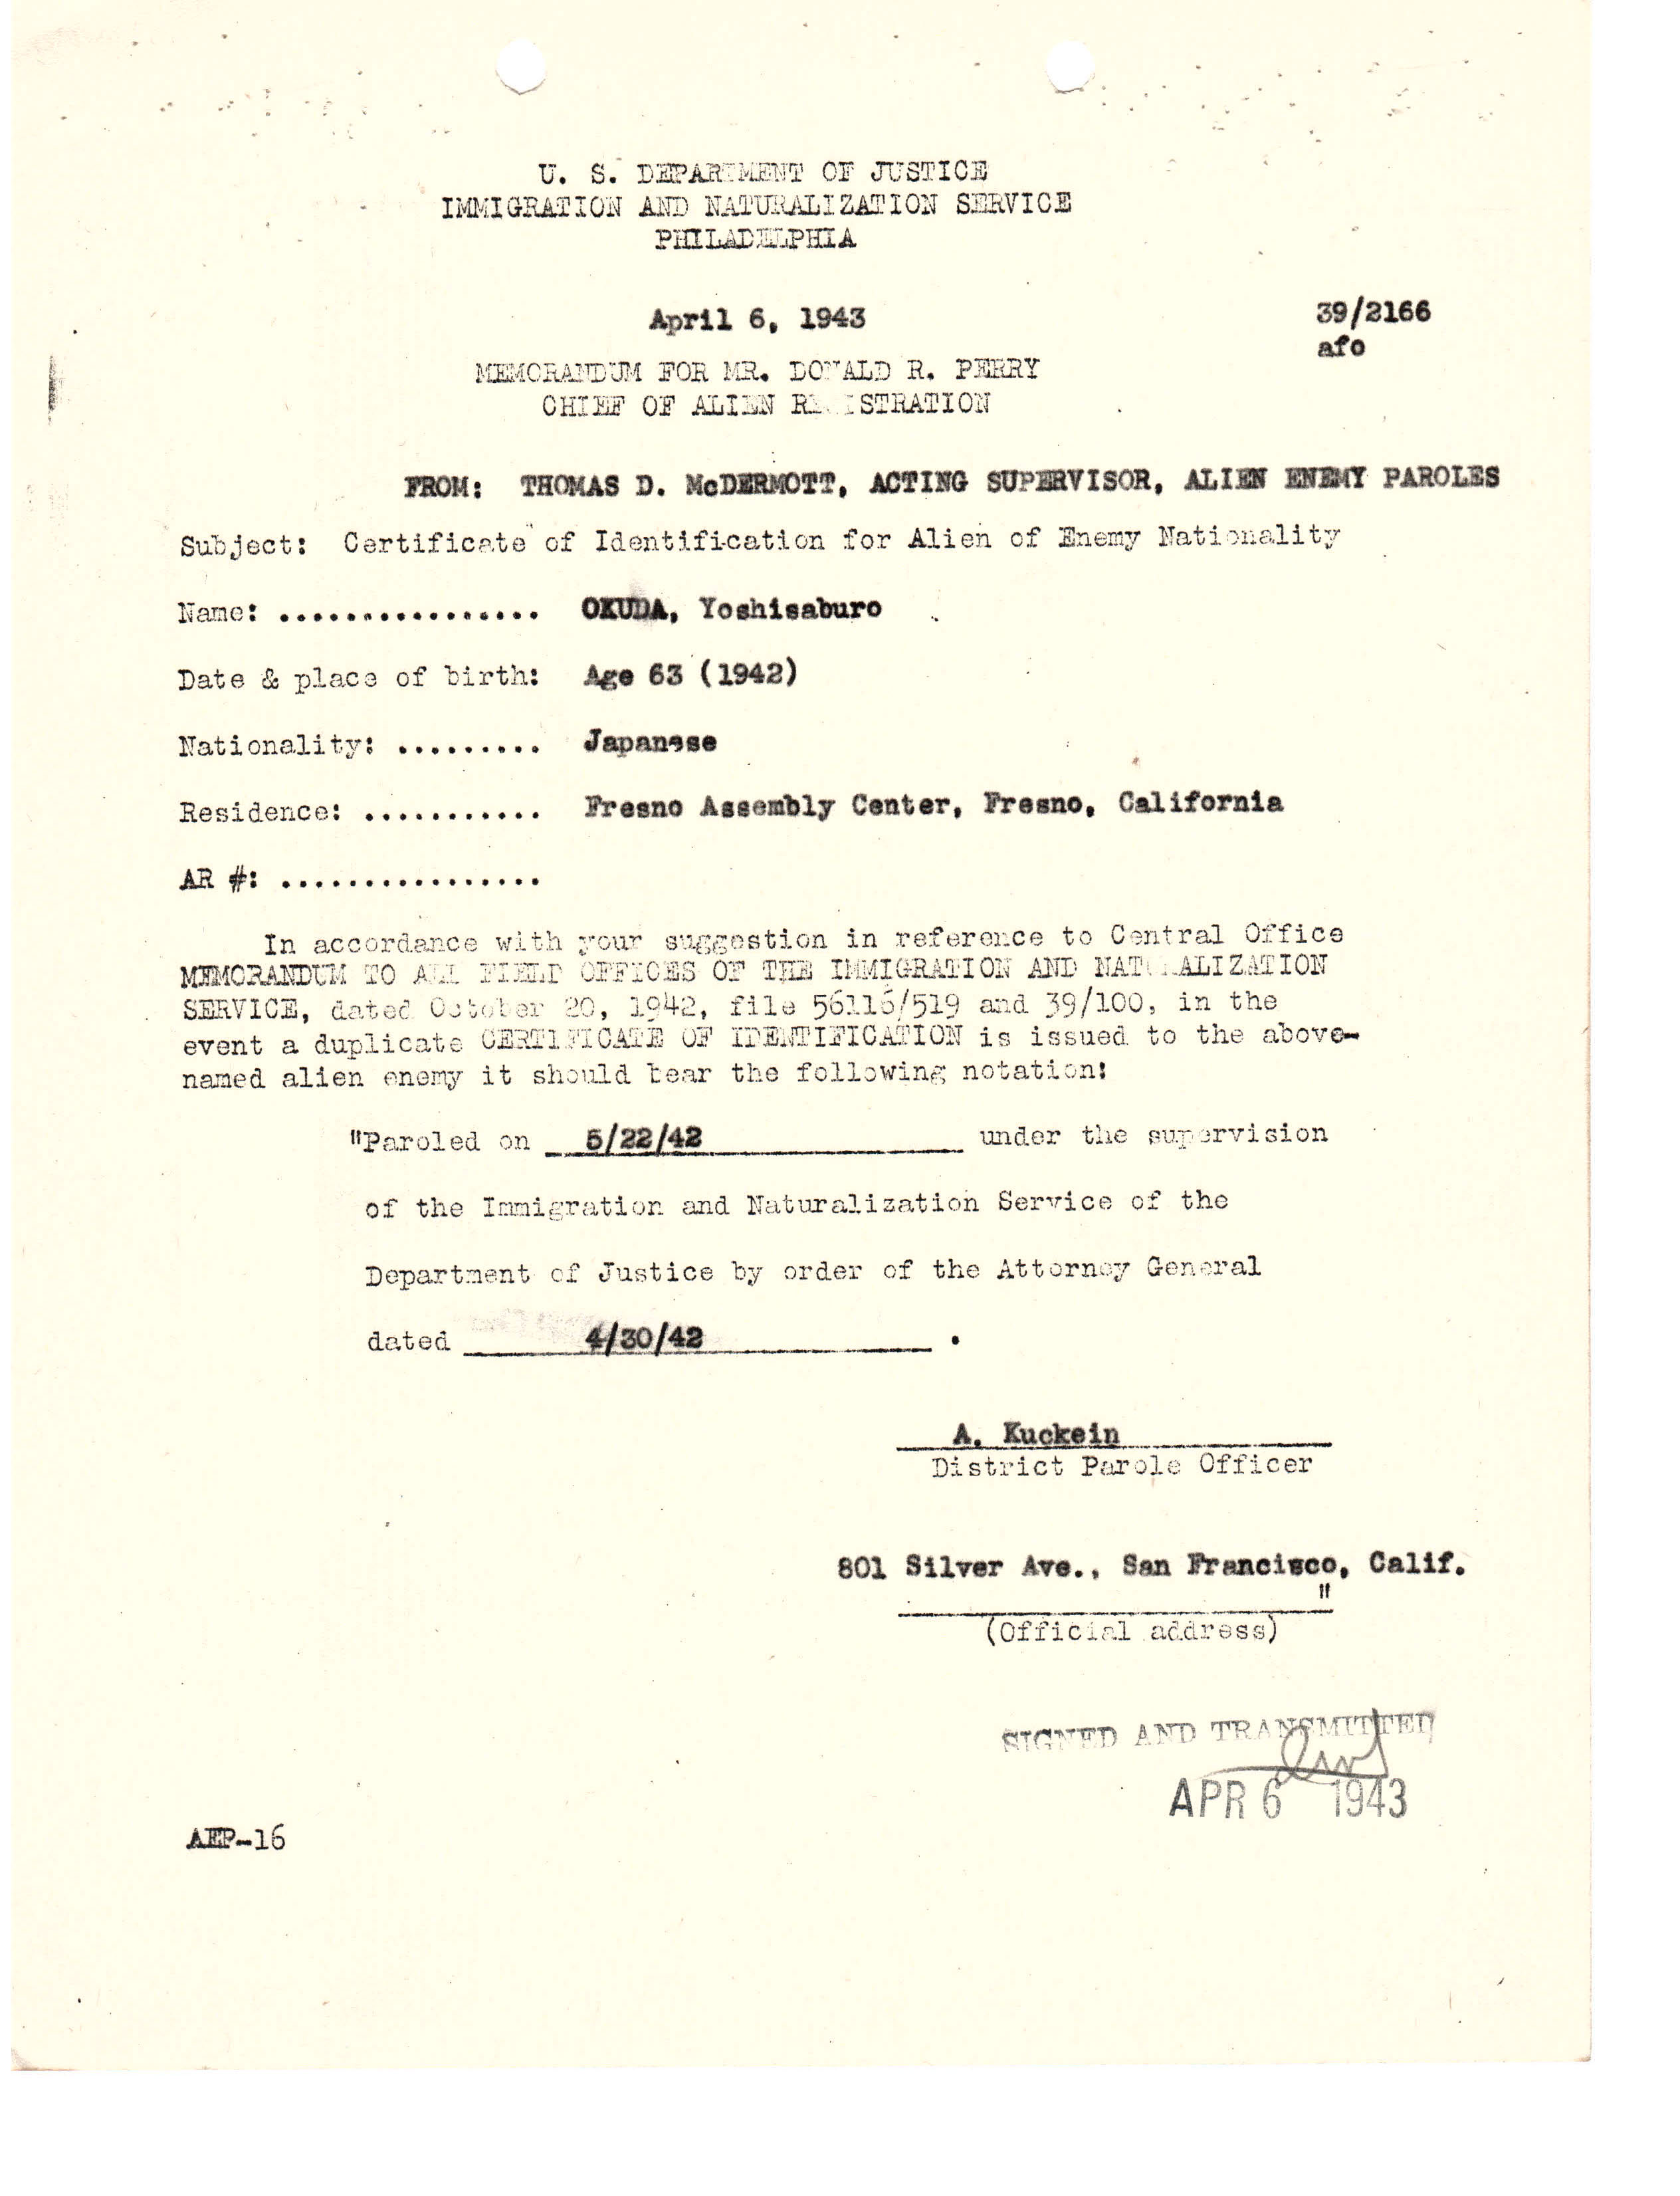 U. S. DEPARTMENT OF JUSTICE
IMMIGRATION AND NATURALIZATION SERVICE
PHILADELPHIA
April 6, 1943
39/2166
afo
MEMORANDUM FOR MR. DONALD R. PERRY
CHIEF OF ALIEN REGISTRATION
FROM: THOMAS D. McDERMOTT, ACTING SUPERVISOR, ALIEN ENEMY PAROLES
Subject: Certificate of Identification for Alien of Enemy Nationality
Name: ................ OKUDA, Yoshisaburo
Date & place of birth: Age 63 (1942)
Nationality: ......... Japanese
Residence: ........... Fresno Assembly Center, Fresno, California
AR #: ................
In accordance with your suggestion in reference to Central Office
MEMORANDUM TO ALL FIELD OFFICES OF THE IMMIGRATION AND NATURALIZATION
SERVICE, dated October 20, 1942, file 56116/519 and 39/100, in the
event a duplicate CERTIFICATE OF IDENTIFICATION is issued to the above-
named alien enemy it should bear the following notation:
"Paroled on 5/22/42 under the supervision
of the Immigration and Naturalization Service of the
Department of Justice by order of the Attorney General
dated 4/30/42 .
A. Kuckein
District Parole Officer
801 Silver Ave., San Francisco, Calif.
"
(Official address)
SIGNED AND TRANSMITTED
APR 6 1943
AEP-16